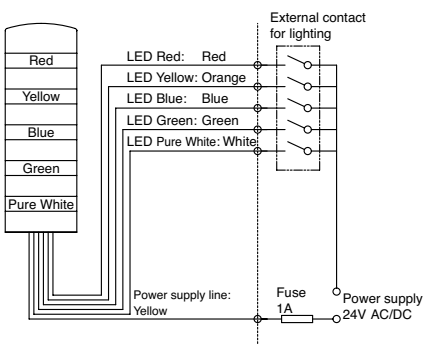 External contact
for lighting
Red
Yellow
Blue
Green
Pure White
LED Red: Red
LED Yellow: Orange
LED Blue: Blue
LED Green: Green
LED Pure White: White
Power supply line:
Yellow
Fuse
1A
Power supply
24V AC/DC